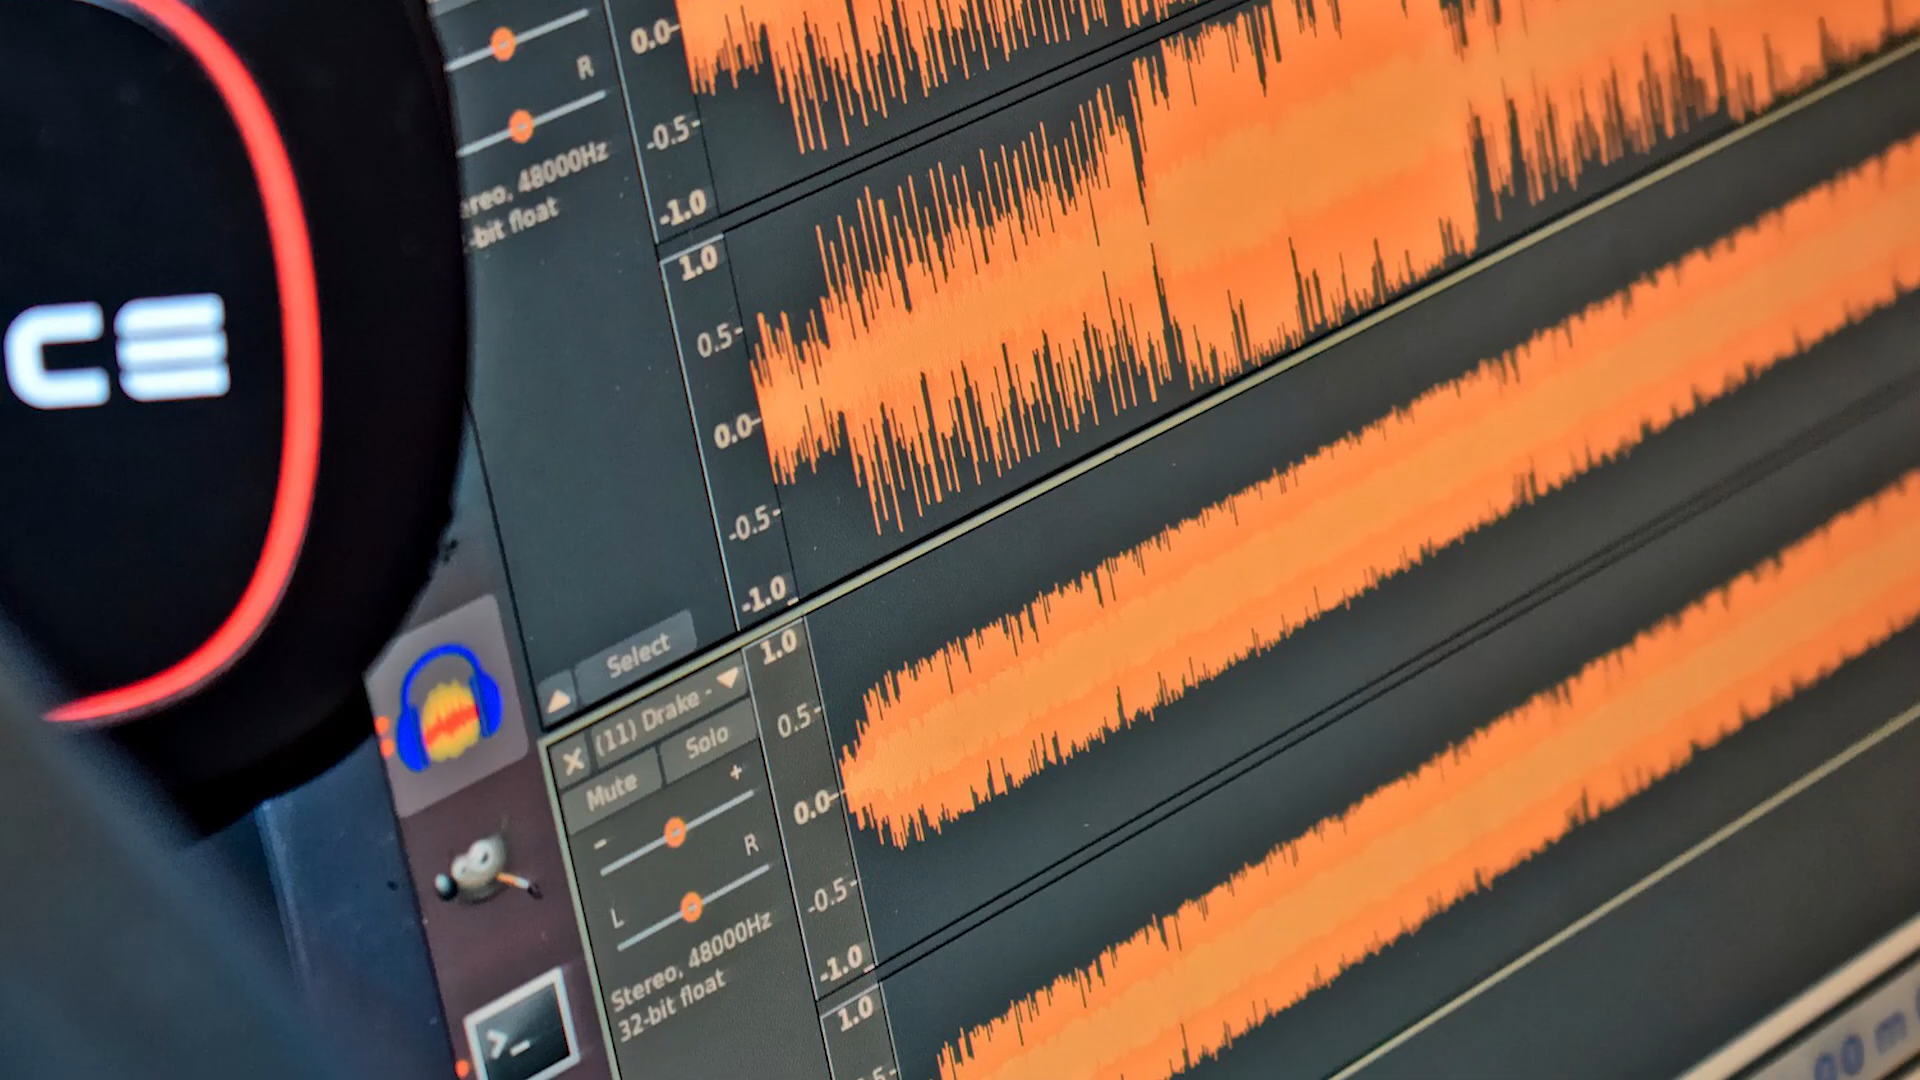 CE
R
0.0
-0.5
-1.0
48000Hz
-bit float
1.0
0.5
0.0
-0.5
-1.0
Select
(11) Drake -
Mute
Solo
- +
L R
Stereo, 48000Hz
32-bit float
1.0
0.5
0.0
-0.5
-1.0
1.0
>_
00 m